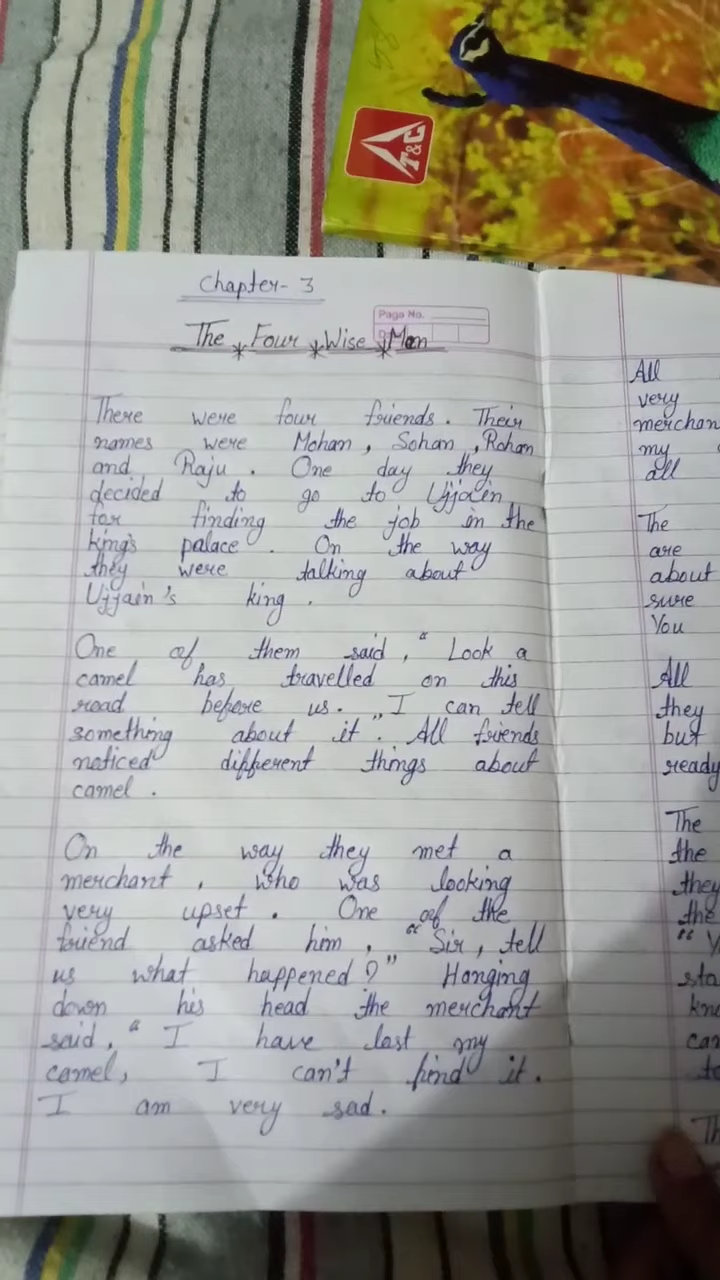 58
T&C
Chapter- 3
Page No.
The * Four * Wise * Men
There were four friends. Their
names were Mohan, Sohan, Rohan
and Raju. One day they
decided to go to Ujjain
for finding the job in the
king's palace. On the way
they were talking about
Ujjain's king.
One of them said, "Look a
camel has travelled on this
road before us. "I can tell
something about it". All friends
noticed different things about
camel.
On the way they met a
merchant, who was looking
very upset. One of the
friend asked him, "Sir, tell
us what happened?" Hanging
down his head the merchant
said, "I have lost my
camel, I can't find it.
I am very sad.
All
very
merchan
my
all
The
are
about
sure
You
All
they
but
ready
The
the
they
the
sta